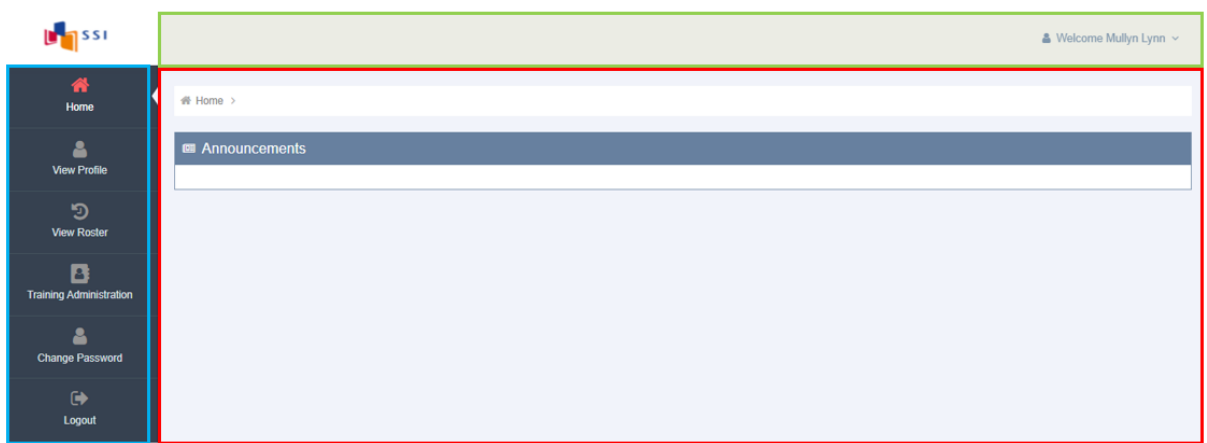 SSI
Welcome Mullyn Lynn
Home
View Profile
View Roster
Training Administration
Change Password
Logout
Home >
Announcements